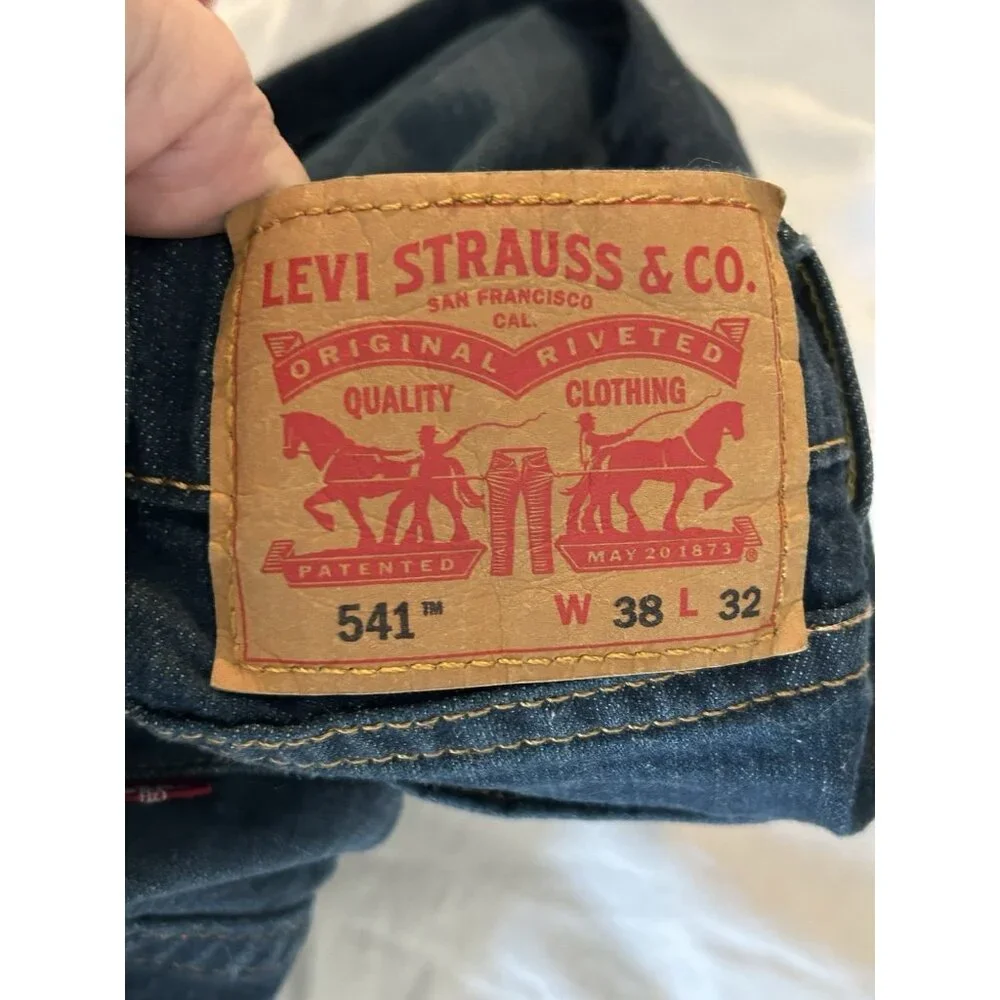 LEVI STRAUSS & CO.
SAN FRANCISCO
CAL.
ORIGINAL RIVETED
QUALITY CLOTHING
PATENTED MAY 20 1873 ®
541™ W 38 L 32